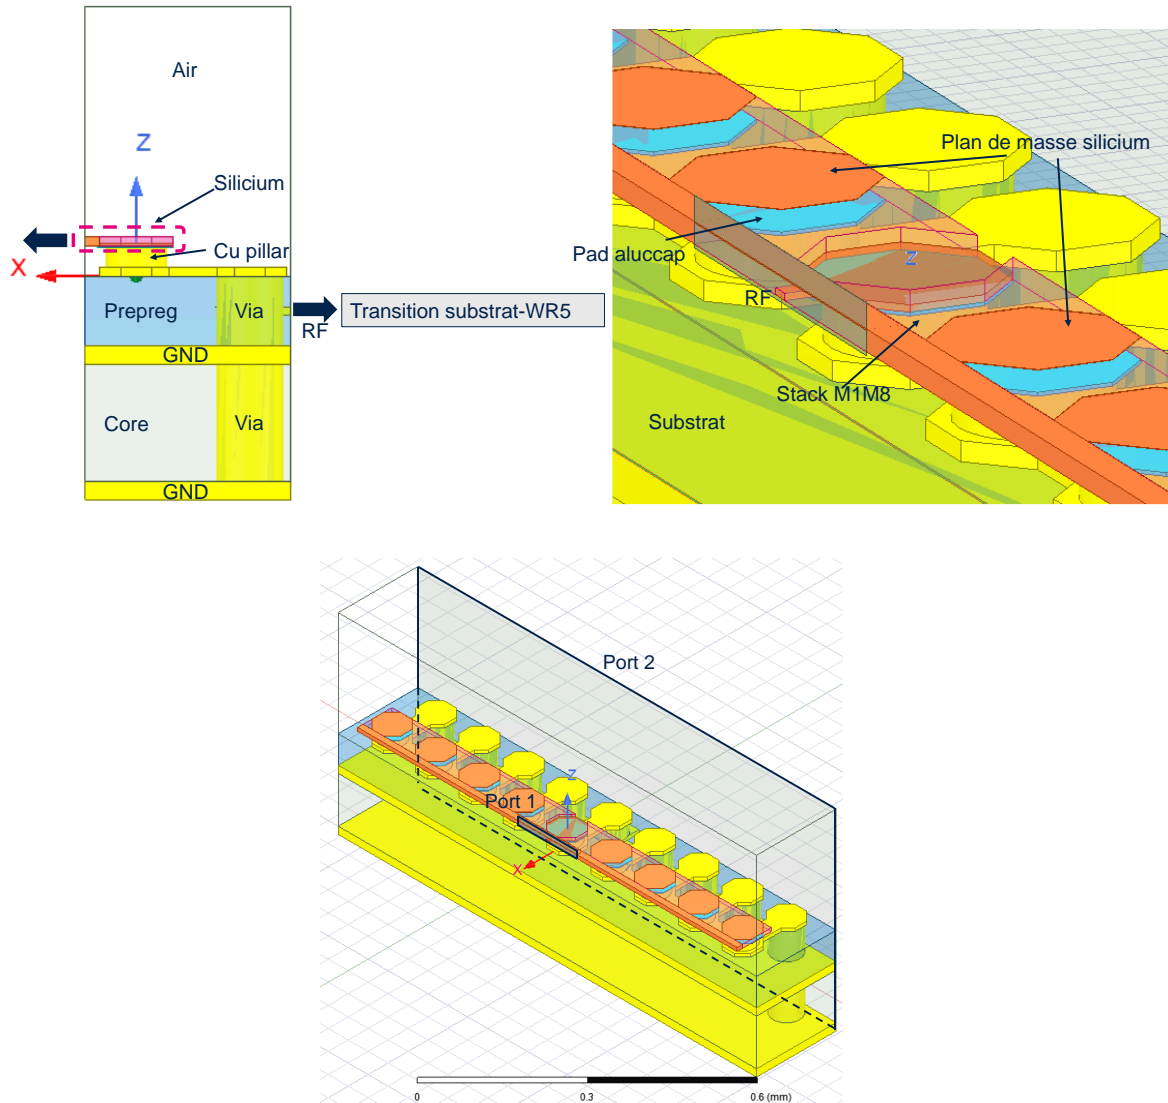 Air
Z
Silicium
Cu pillar
X
Prepreg
Via
RF
Transition substrat-WR5
GND
Core
Via
GND
Plan de masse silicium
Pad aluccap
Z
RF
Stack M1M8
Substrat
Port 2
Z
Port 1
X
0
0.3
0.6 (mm)